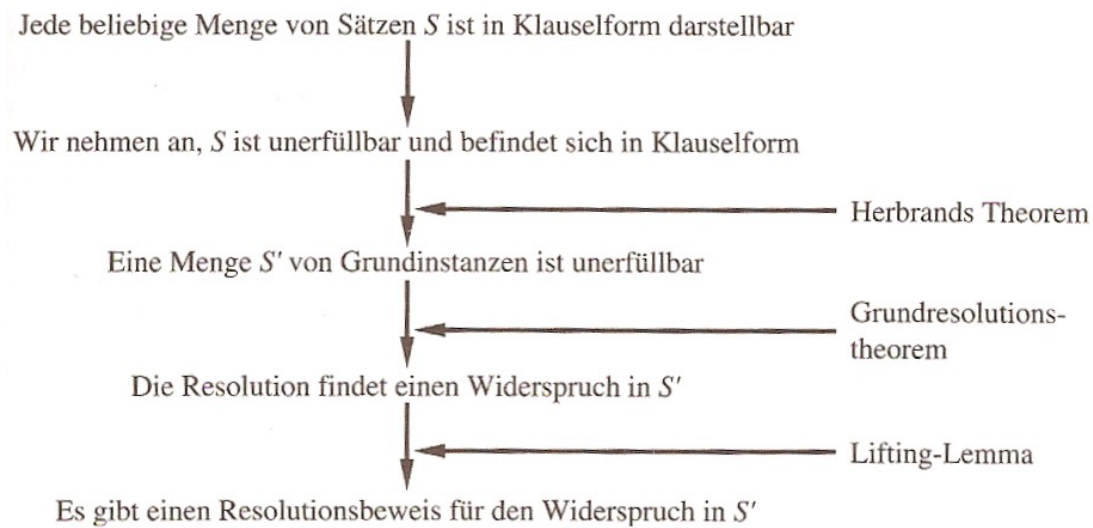 Jede beliebige Menge von Sätzen S ist in Klauselform darstellbar
Wir nehmen an, S ist unerfüllbar und befindet sich in Klauselform
Herbrands Theorem
Eine Menge S' von Grundinstanzen ist unerfüllbar
Grundresolutions-
theorem
Die Resolution findet einen Widerspruch in S'
Lifting-Lemma
Es gibt einen Resolutionsbeweis für den Widerspruch in S'